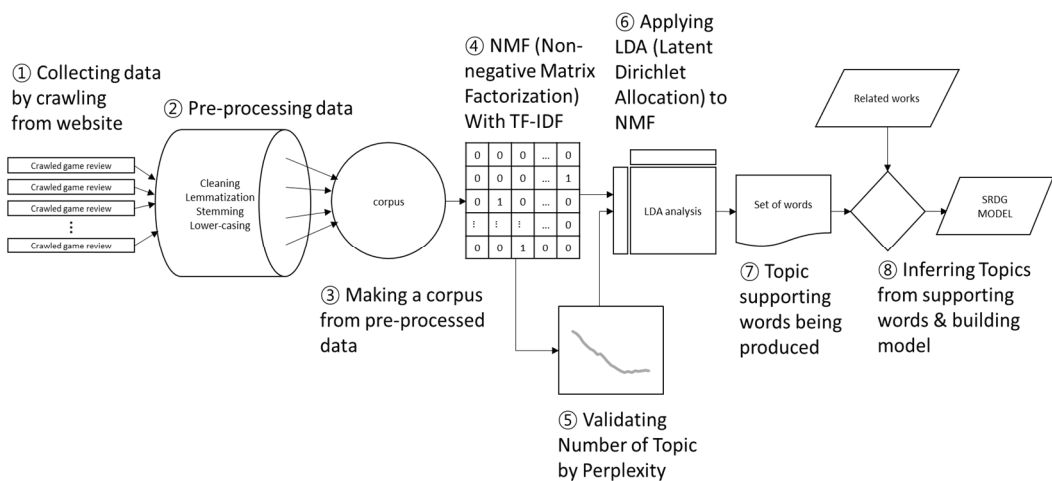 ① Collecting data
by crawling
from website
Crawled game review
Crawled game review
Crawled game review
⋮
Crawled game review
② Pre-processing data
Cleaning
Lemmatization
Stemming
Lower-casing
corpus
③ Making a corpus
from pre-processed
data
④ NMF (Non-
negative Matrix
Factorization)
With TF-IDF
0 0 0 ... 0
0 0 0 ... 1
0 1 0 ... 0
⋮ ⋮ ⋮ ... 0
0 0 1 0 0
⑤ Validating
Number of Topic
by Perplexity
⑥ Applying
LDA (Latent
Dirichlet
Allocation) to
NMF
LDA analysis
Set of words
⑦ Topic
supporting
words being
produced
Related works
SRDG
MODEL
⑧ Inferring Topics
from supporting
words & building
model